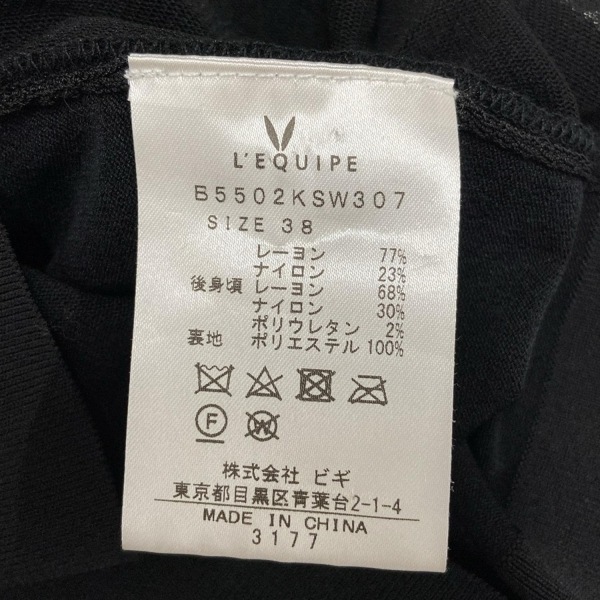 L'EQUIPE
B5502KSW307
SIZE 38
レーヨン 77%
ナイロン 23%
後身頃 レーヨン 68%
ナイロン 30%
ポリウレタン 2%
裏地 ポリエステル 100%
F W
株式会社 ビギ
東京都目黒区青葉台2-1-4
MADE IN CHINA
3177